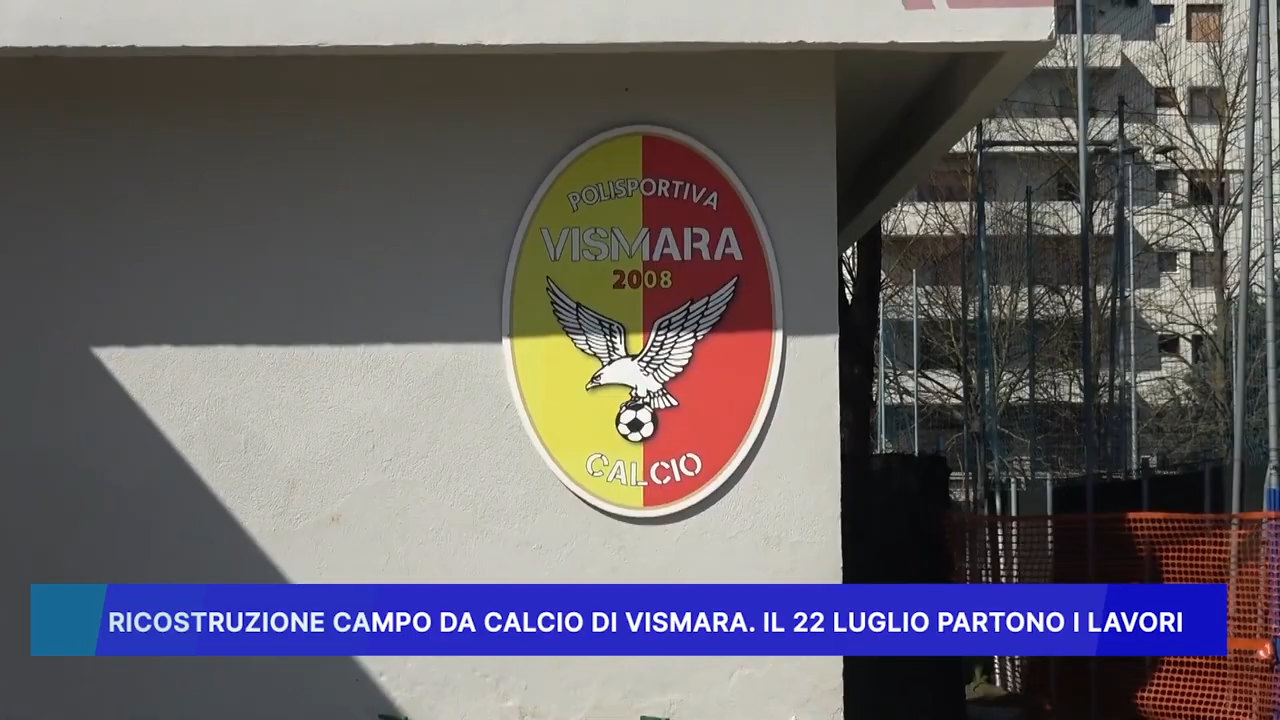 POLISPORTIVA
VISMARA
2008
CALCIO
RICOSTRUZIONE CAMPO DA CALCIO DI VISMARA. IL 22 LUGLIO PARTONO I LAVORI